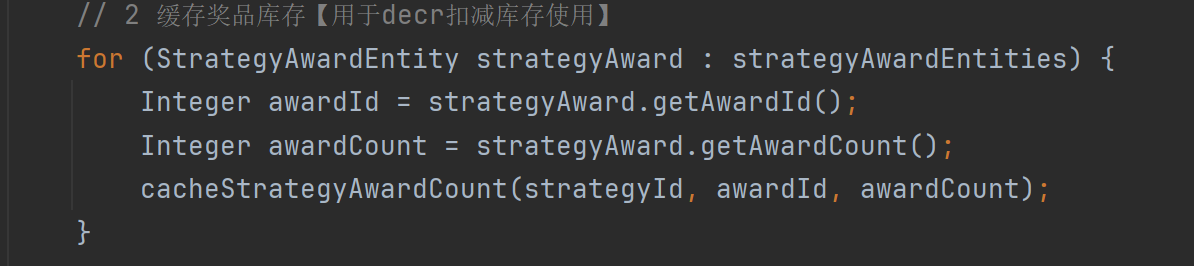 // 2 缓存奖品库存【用于decr扣减库存使用】
for (StrategyAwardEntity strategyAward : strategyAwardEntities) {
    Integer awardId = strategyAward.getAwardId();
    Integer awardCount = strategyAward.getAwardCount();
    cacheStrategyAwardCount(strategyId, awardId, awardCount);
}